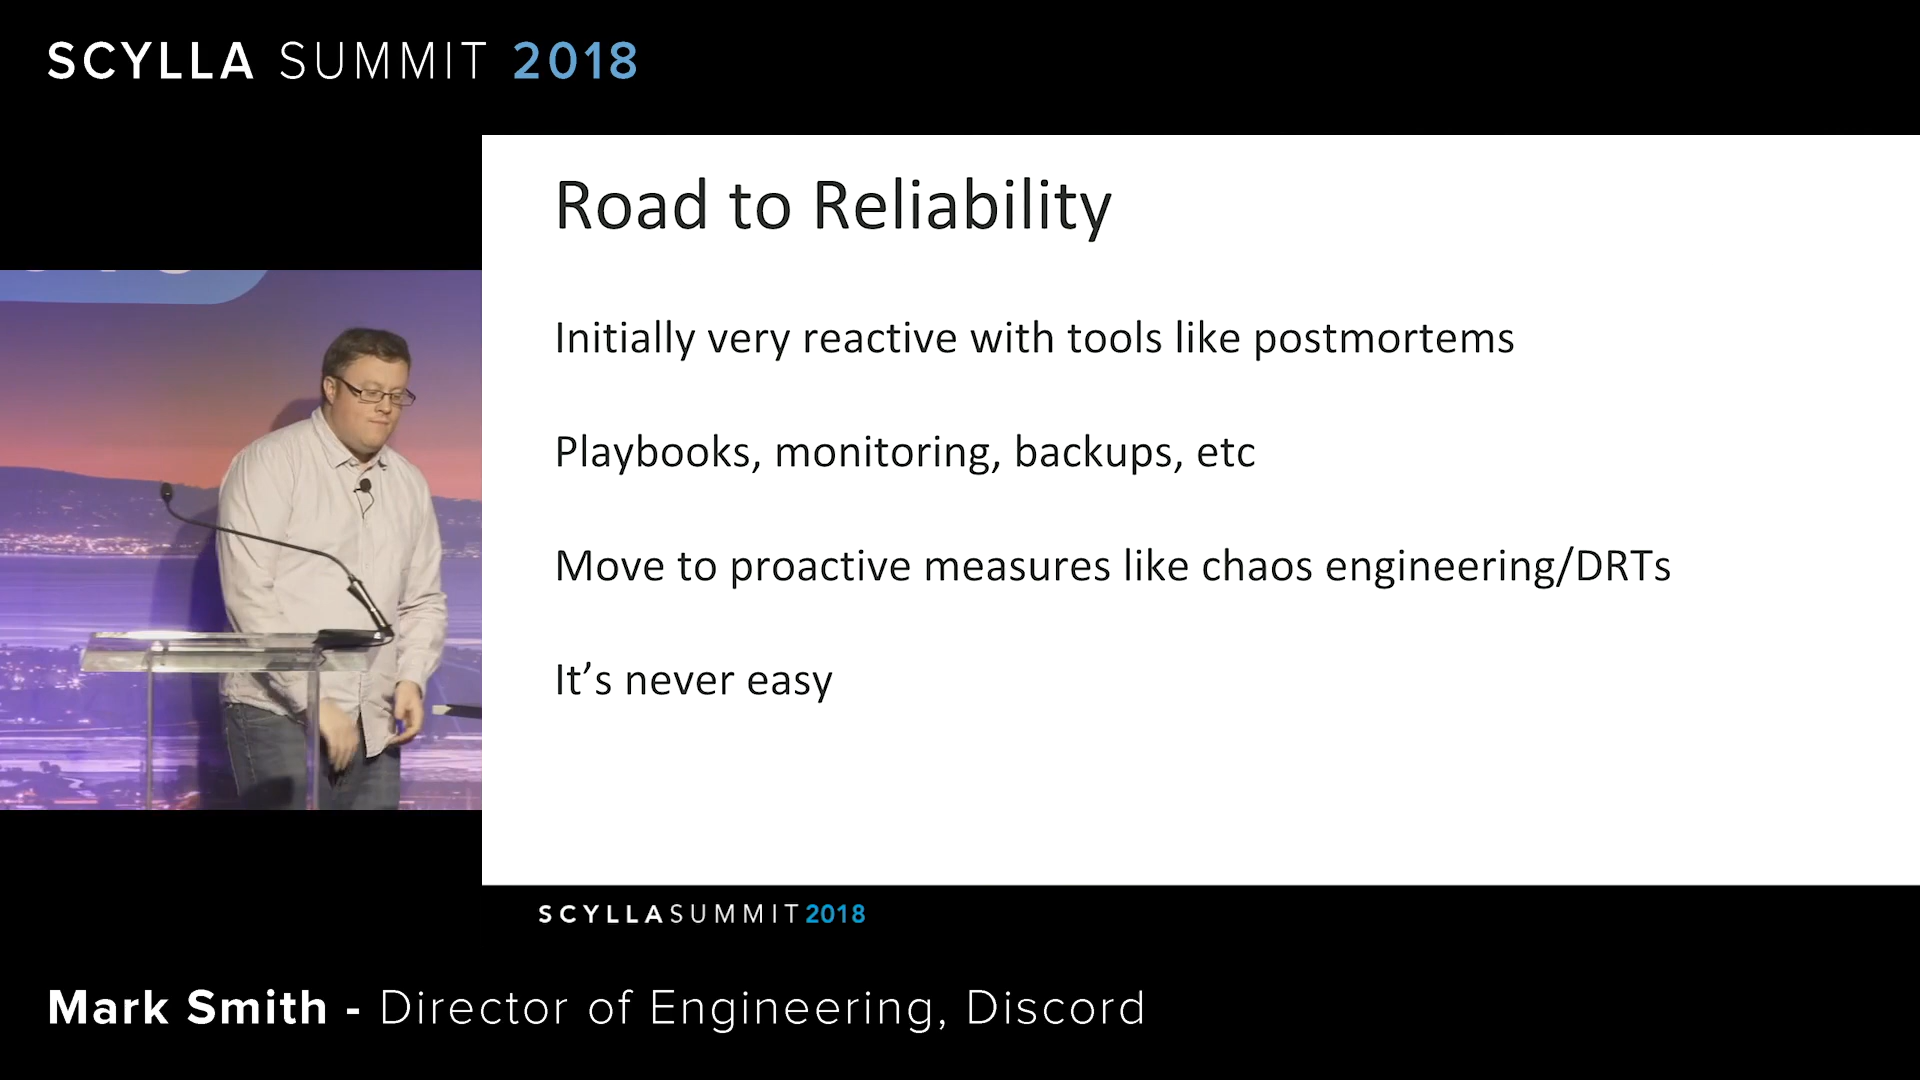 SCYLLA SUMMIT 2018
Road to Reliability
Initially very reactive with tools like postmortems
Playbooks, monitoring, backups, etc
Move to proactive measures like chaos engineering/DRTs
It’s never easy
SCYLLASUMMIT2018
Mark Smith - Director of Engineering, Discord